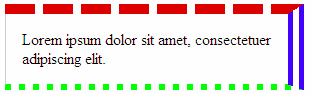 Lorem ipsum dolor sit amet, consectetuer
adipiscing elit.